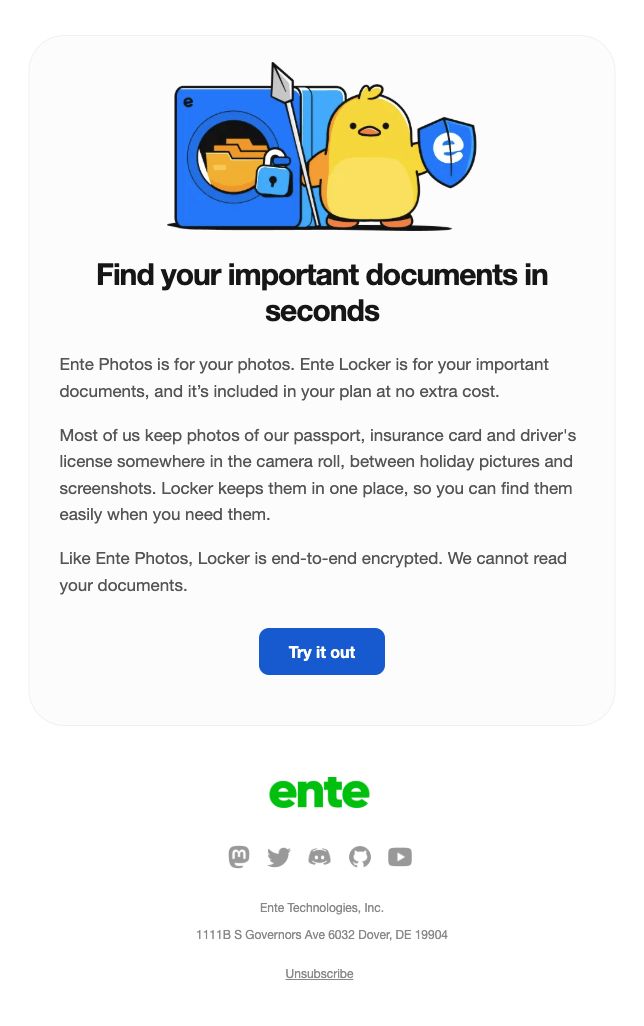 e
e
Find your important documents in
seconds
Ente Photos is for your photos. Ente Locker is for your important
documents, and it’s included in your plan at no extra cost.
Most of us keep photos of our passport, insurance card and driver's
license somewhere in the camera roll, between holiday pictures and
screenshots. Locker keeps them in one place, so you can find them
easily when you need them.
Like Ente Photos, Locker is end-to-end encrypted. We cannot read
your documents.
Try it out
ente
Ente Technologies, Inc.
1111B S Governors Ave 6032 Dover, DE 19904
Unsubscribe